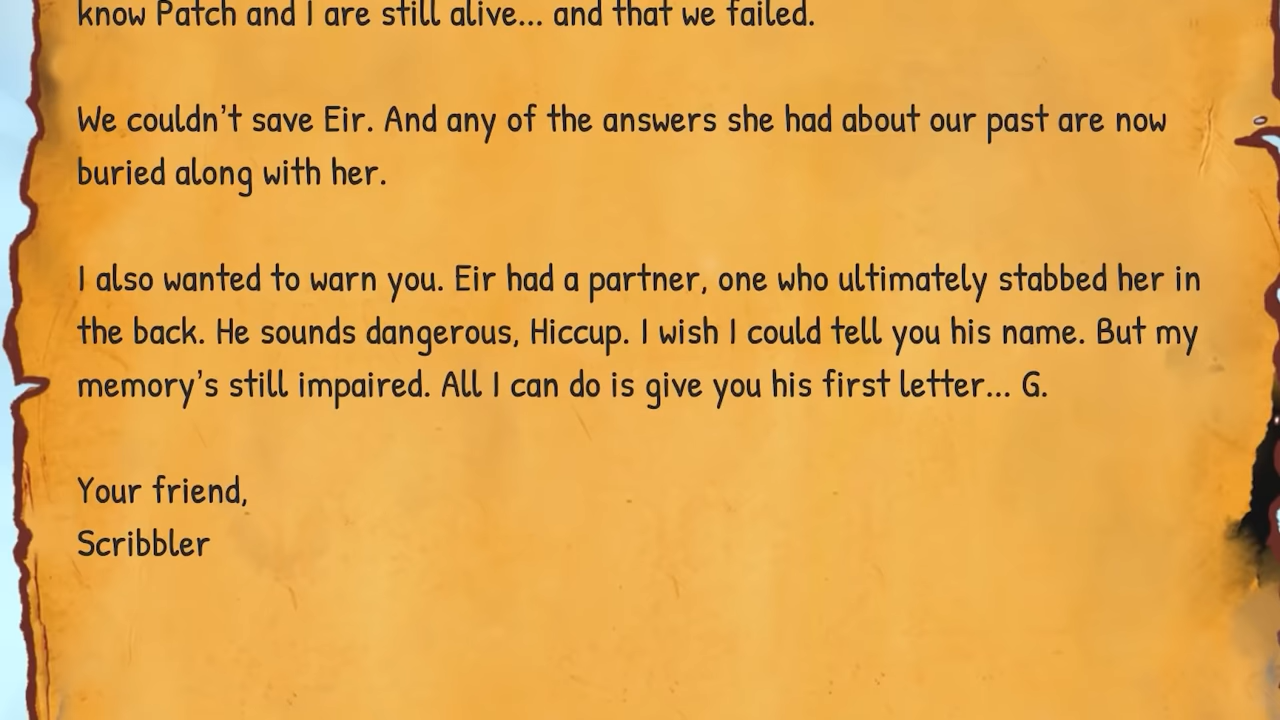 know Patch and I are still alive... and that we failed.
We couldn't save Eir. And any of the answers she had about our past are now
buried along with her.
I also wanted to warn you. Eir had a partner, one who ultimately stabbed her in
the back. He sounds dangerous, Hiccup. I wish I could tell you his name. But my
memory's still impaired. All I can do is give you his first letter... G.
Your friend,
Scribbler